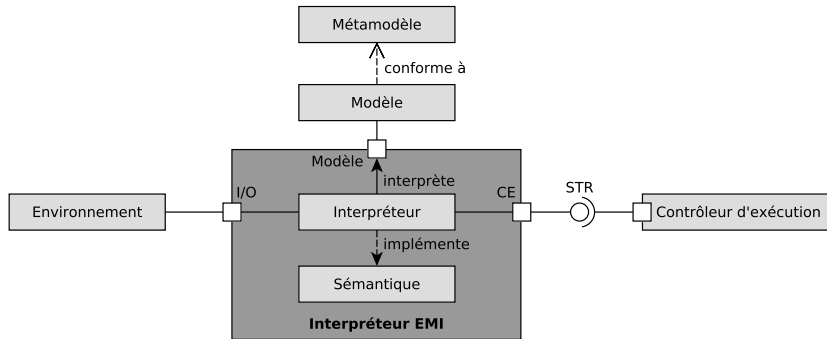 Métamodèle
conforme à
Modèle
Modèle
interprète
I/O
CE
STR
Environnement
Interpréteur
Contrôleur d'exécution
implémente
Sémantique
Interpréteur EMI